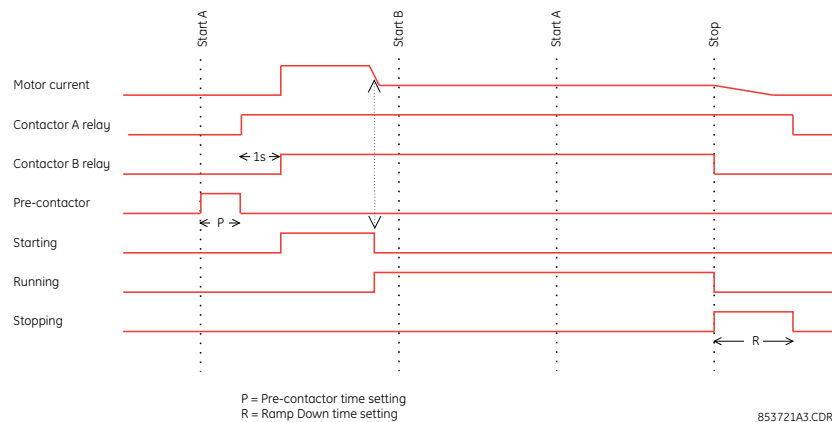 Start A
Start B
Start A
Stop
Motor current
Contactor A relay
1s
Contactor B relay
Pre-contactor
P
Starting
Running
Stopping
R
P = Pre-contactor time setting
R = Ramp Down time setting
853721A3.CDR